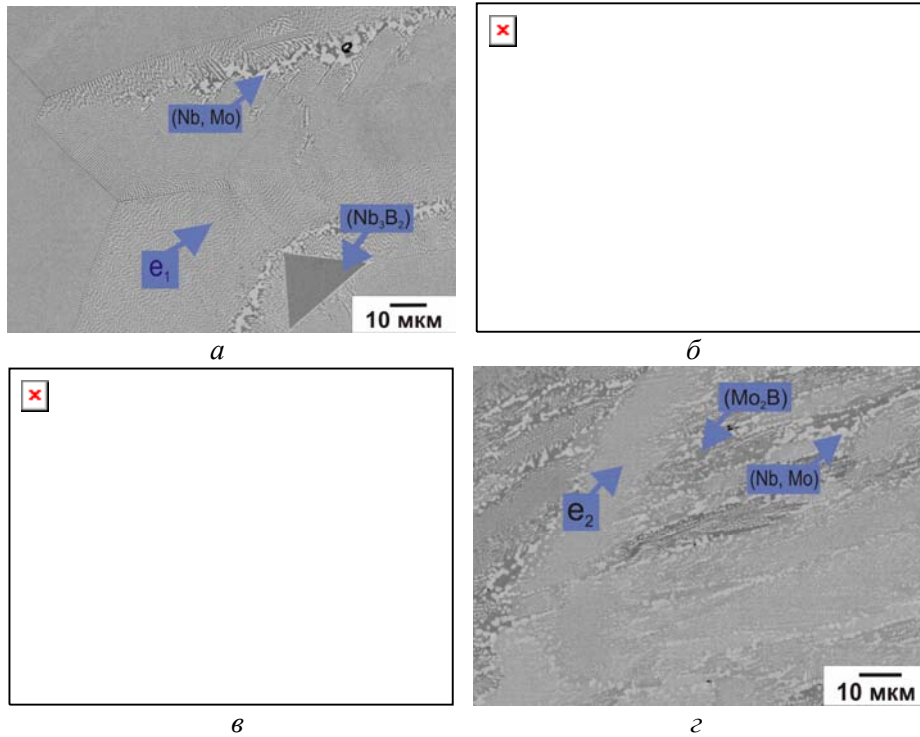 (Nb, Mo)
(Nb₃B₂)
e₁
10 мкм
а
б
(Mo₂B)
(Nb, Mo)
e₂
10 мкм
в
г